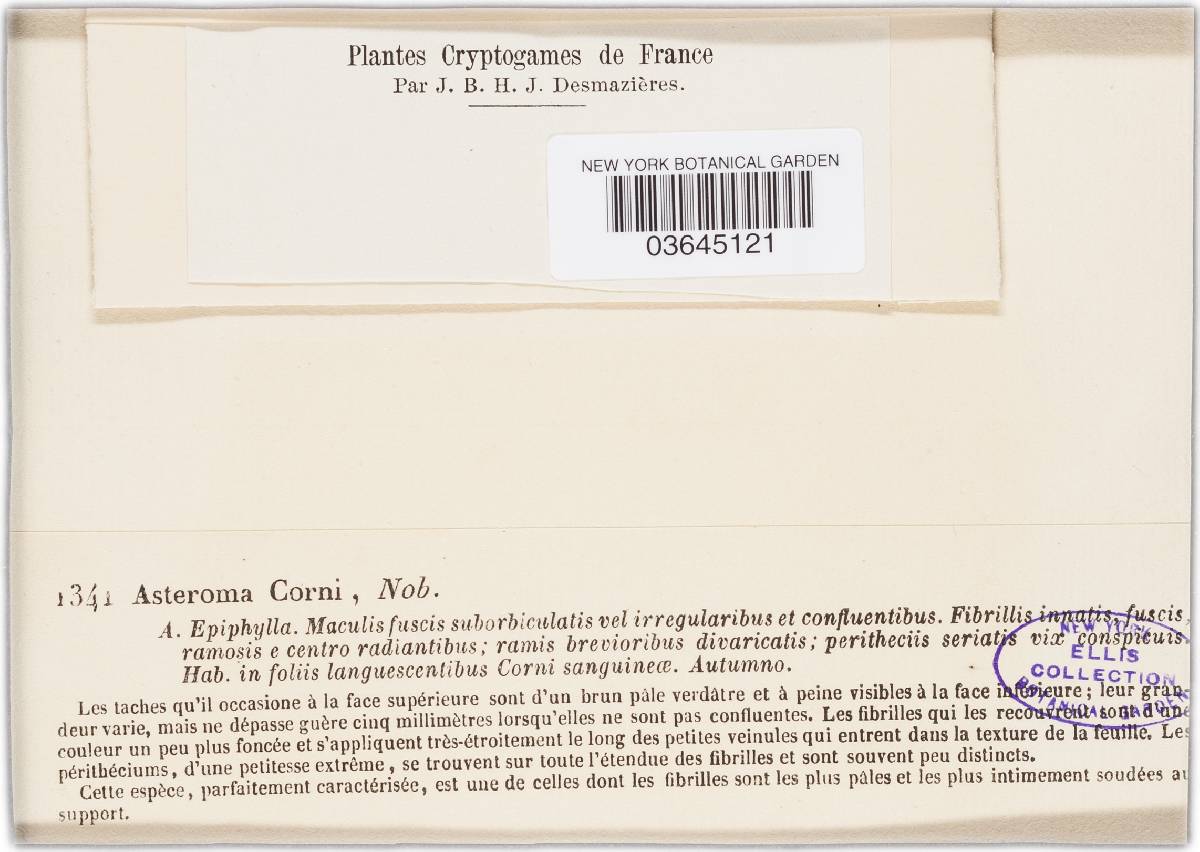 Plantes Cryptogames de France
Par J. B. H. J. Desmazières.
NEW YORK BOTANICAL GARDEN
03645121
1341 Asteroma Corni, Nob.
A. Epiphylla. Maculis fuscis suborbiculatis vel irregularibus et confluentibus. Fibrillis innatis, fuscis,
ramosis e centro radiantibus; ramis brevioribus divaricatis; peritheciis seriatis vix conspicuis.
Hab. in foliis languescentibus Corni sanguineæ. Autumno.
NEW YORK
ELLIS
COLLECTION
BOTANICAL GARDEN
Les taches qu'il occasione à la face supérieure sont d'un brun pâle verdâtre et à peine visibles à la face inférieure; leur gran-
deur varie, mais ne dépasse guère cinq millimètres lorsqu'elles ne sont pas confluentes. Les fibrilles qui les recouvrent sont d'une
couleur un peu plus foncée et s'appliquent très-étroitement le long des petites veinules qui entrent dans la texture de la feuille. Les
périthéciums, d'une petitesse extrême, se trouvent sur toute l'étendue des fibrilles et sont souvent peu distincts.
Cette espèce, parfaitement caractérisée, est une de celles dont les fibrilles sont les plus pâles et les plus intimement soudées au
support.